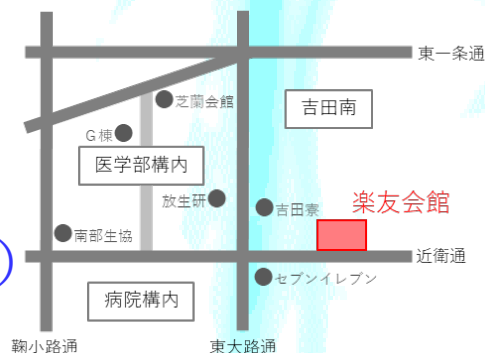 東一条通
芝蘭会館
吉田南
G棟
医学部構内
放生研
吉田寮
楽友会館
南部生協
近衛通
セブンイレブン
病院構内
鞠小路通
東大路通